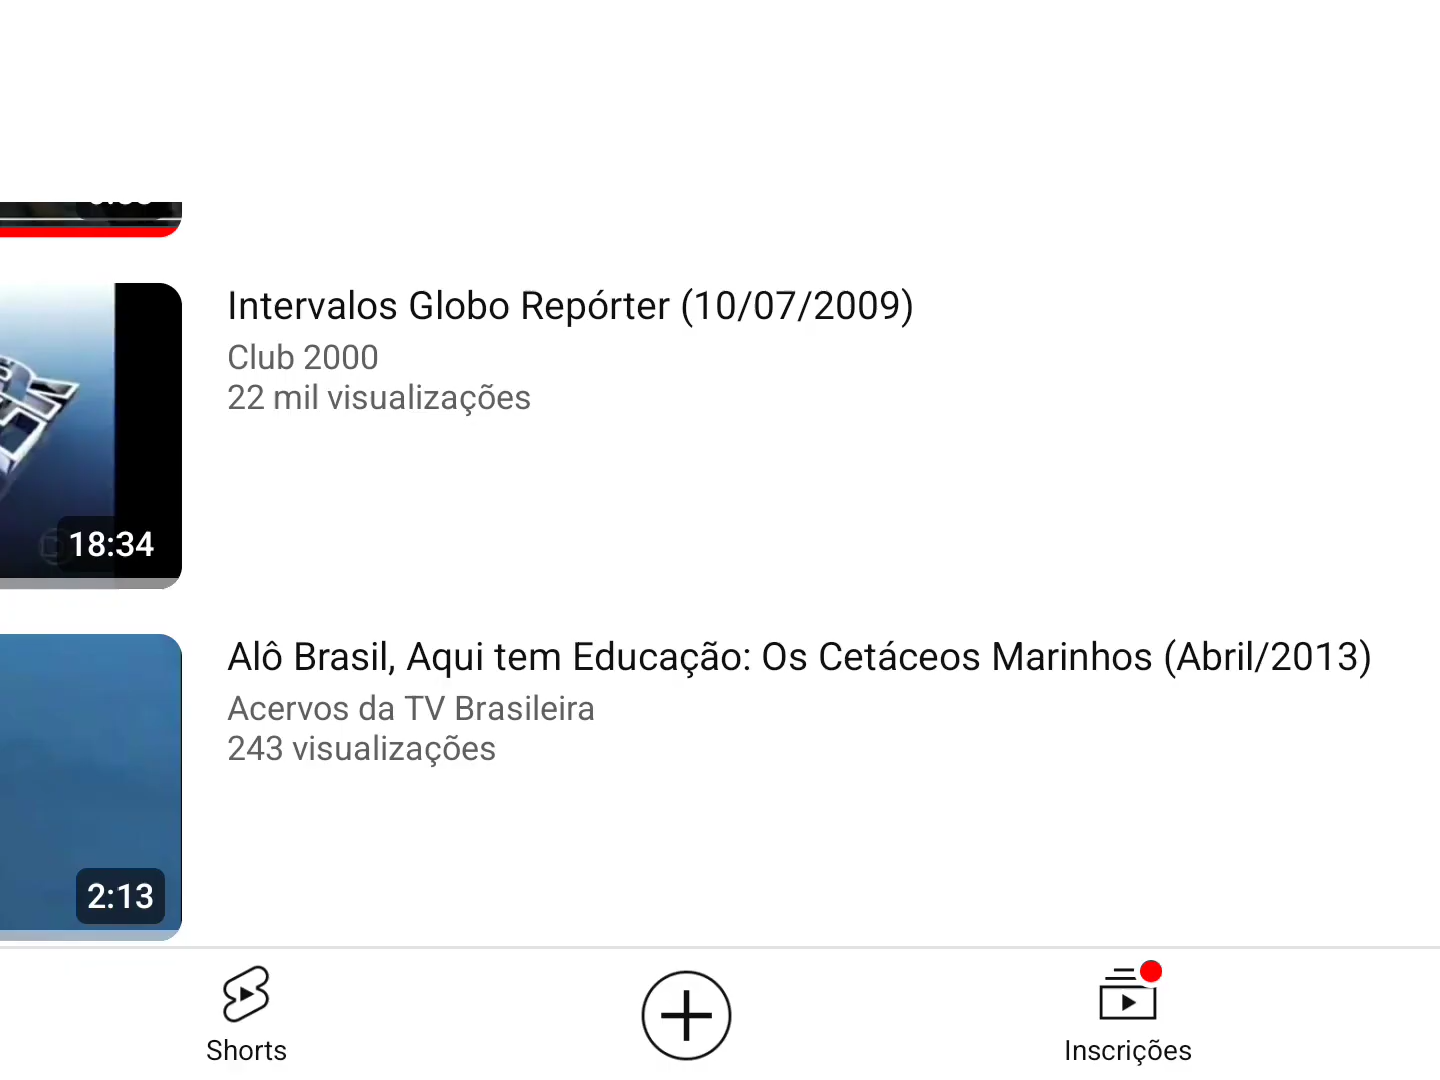 Intervalos Globo Repórter (10/07/2009)
Club 2000
22 mil visualizações
18:34
Alô Brasil, Aqui tem Educação: Os Cetáceos Marinhos (Abril/2013)
Acervos da TV Brasileira
243 visualizações
2:13
Shorts
Inscrições